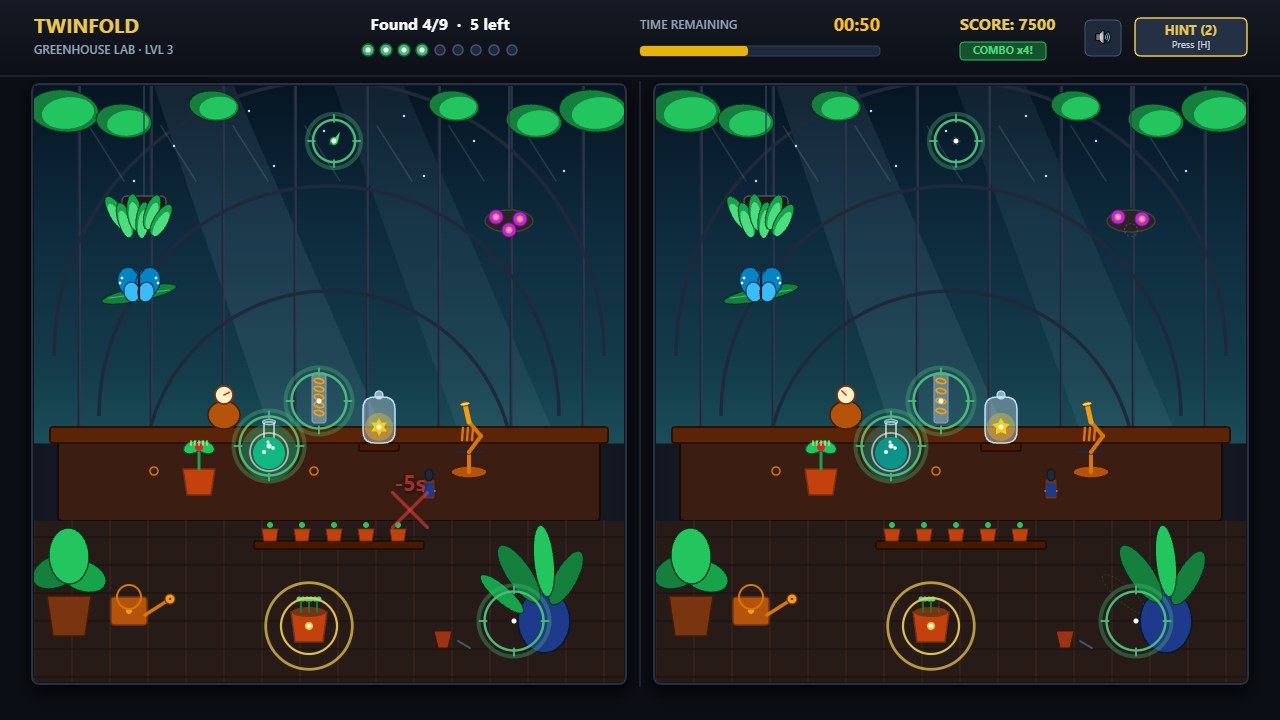 TWINFOLD
GREENHOUSE LAB · LVL 3
Found 4/9 · 5 left
TIME REMAINING
00:50
SCORE: 7500
COMBO x4!
HINT (2)
Press [H]
-5s